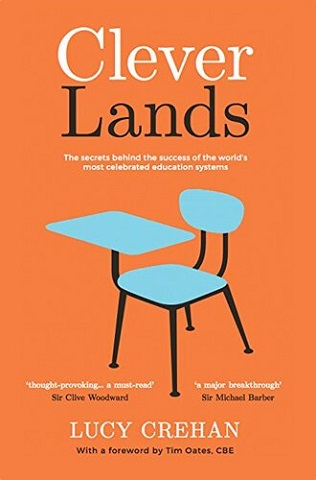 Clever
Lands
The secrets behind the success of the world's
most celebrated education systems
'thought-provoking... a must-read'
Sir Clive Woodward
'a major breakthrough'
Sir Michael Barber
LUCY CREHAN
With a foreword by Tim Oates, CBE